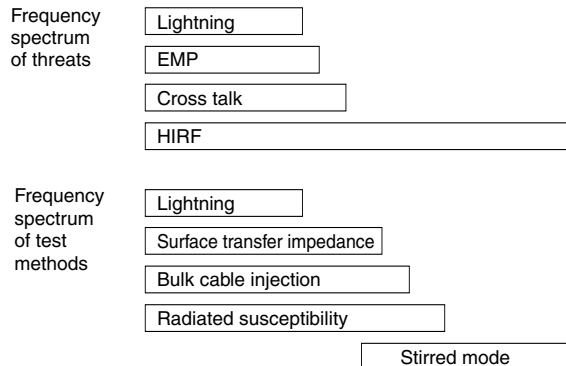 Frequency
spectrum
of threats
Lightning
EMP
Cross talk
HIRF
Frequency
spectrum
of test
methods
Lightning
Surface transfer impedance
Bulk cable injection
Radiated susceptibility
Stirred mode